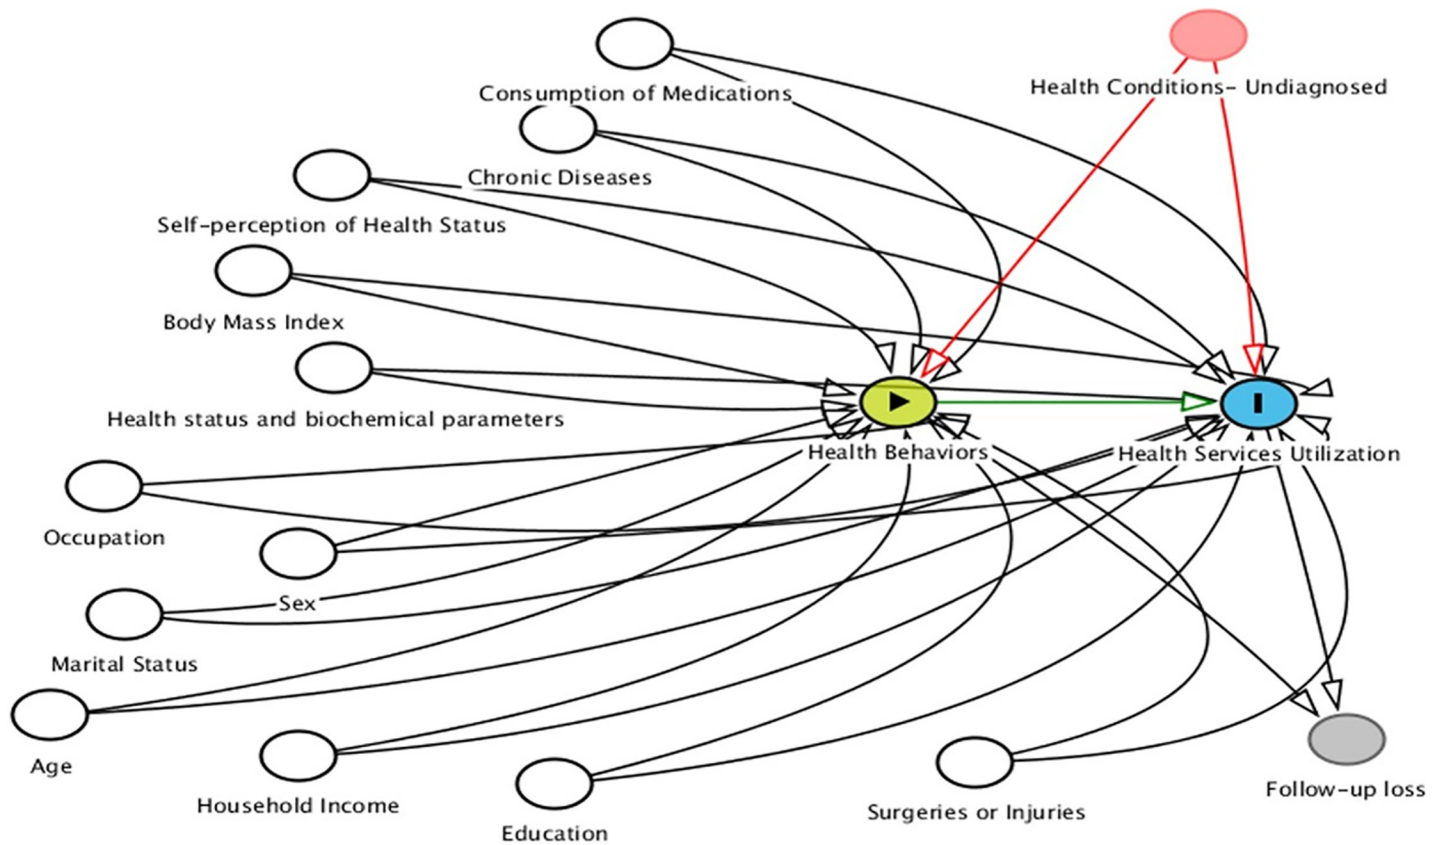 Consumption of Medications
Health Conditions- Undiagnosed
Chronic Diseases
Self-perception of Health Status
Body Mass Index
Health status and biochemical parameters
Health Behaviors
Health Services Utilization
Occupation
Sex
Marital Status
Age
Household Income
Education
Surgeries or Injuries
Follow-up loss